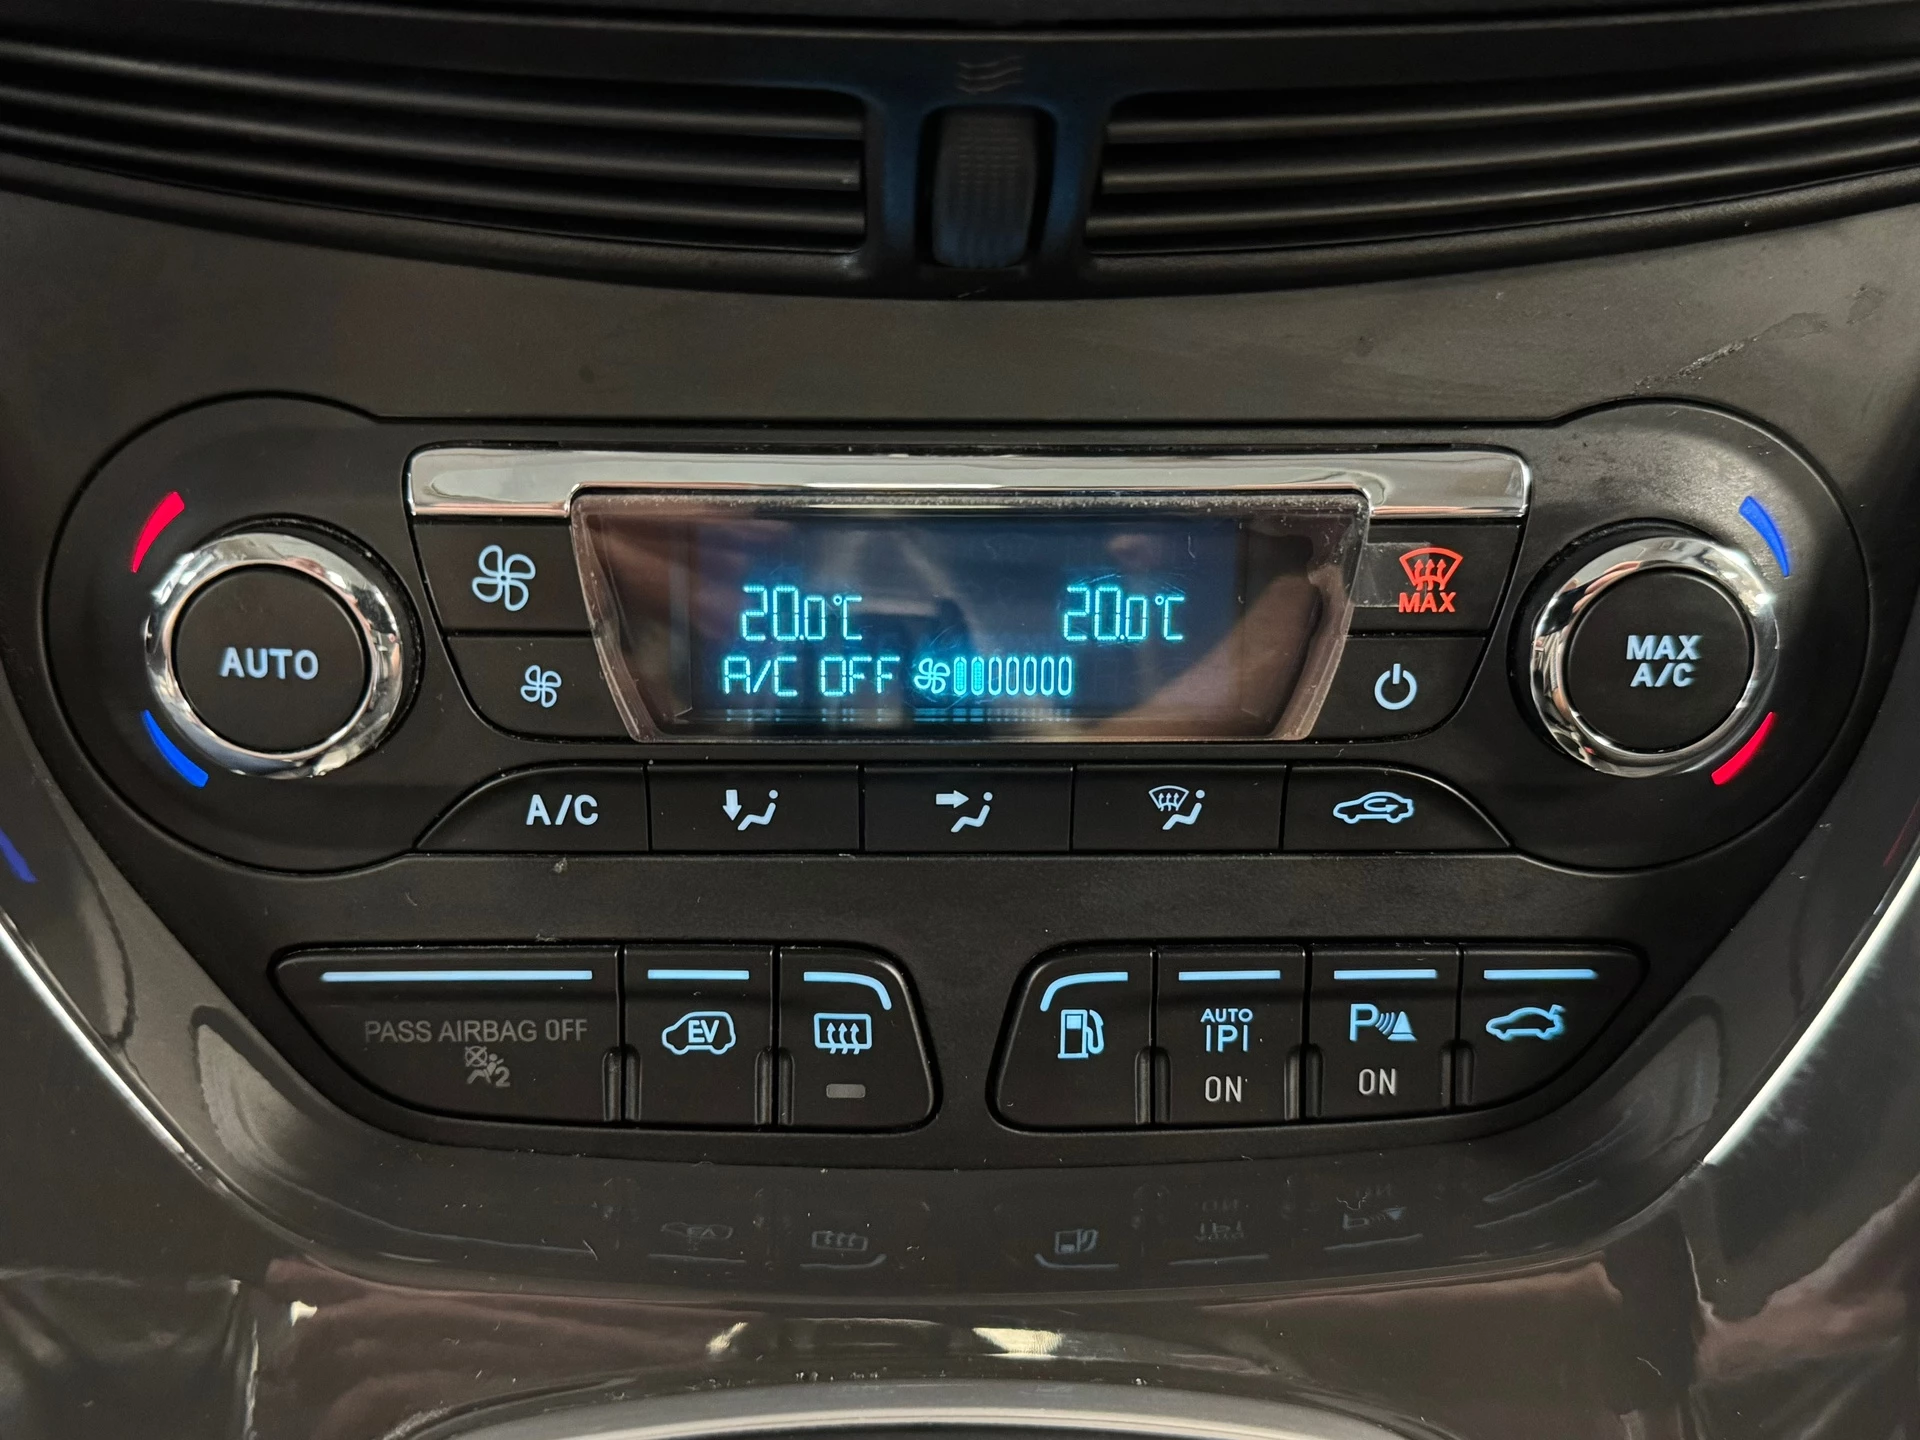 20.0°C 20.0°C
MAX
AUTO
A/C OFF
MAX
A/C
A/C
PASS AIRBAG OFF
2
EV
AUTO
IPI
ON
P
ON